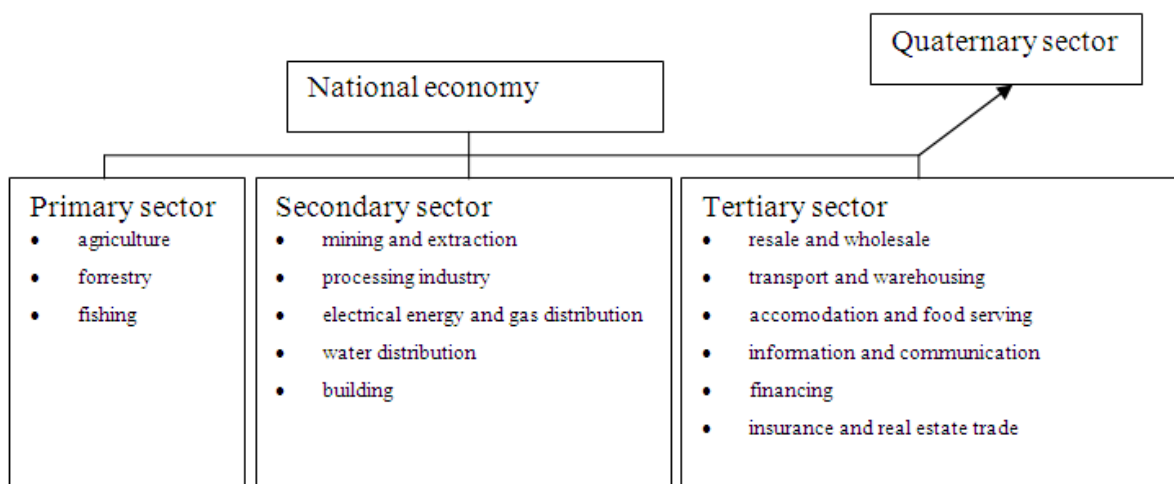 Quaternary sector
National economy
Primary sector
• agriculture
• forrestry
• fishing
Secondary sector
• mining and extraction
• processing industry
• electrical energy and gas distribution
• water distribution
• building
Tertiary sector
• resale and wholesale
• transport and warehousing
• accomodation and food serving
• information and communication
• financing
• insurance and real estate trade